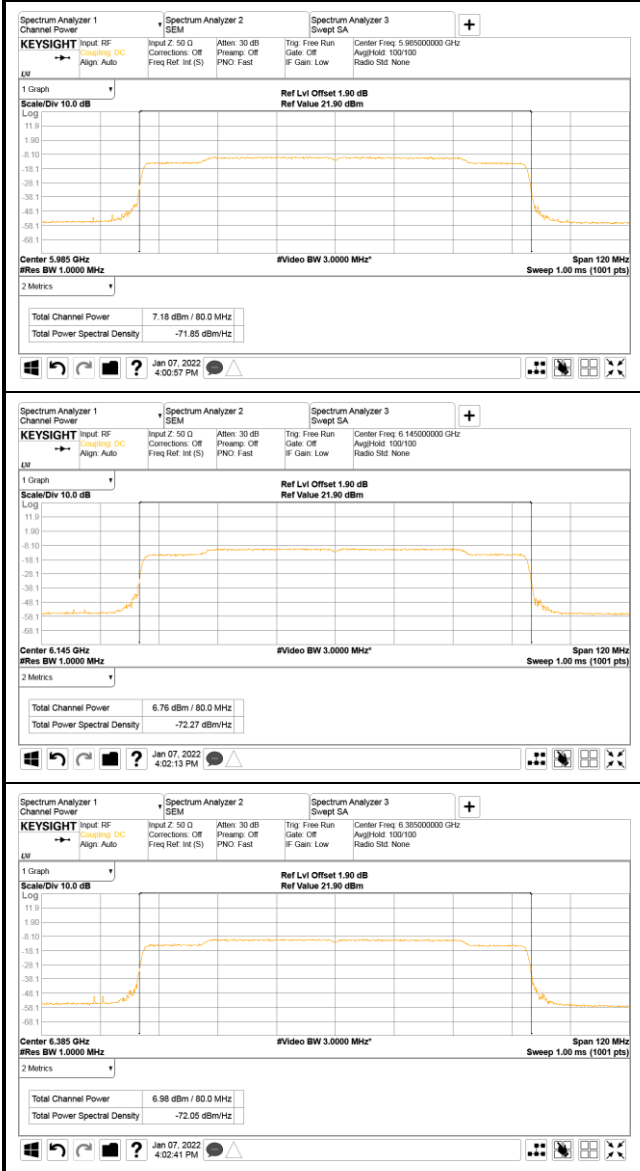 Spectrum Analyzer 1
Channel Power
Spectrum Analyzer 2
SEM
Spectrum Analyzer 3
Swept SA
+
KEYSIGHT
Input: RF
Coupling: DC
Align: Auto
Input Z: 50 Ω
Corrections: Off
Freq Ref: Int (S)
Atten: 30 dB
Preamp: Off
PNO: Fast
Trig: Free Run
Gate: Off
IF Gain: Low
Center Freq: 5.985000000 GHz
Avg|Hold: 100/100
Radio Std: None
LXI
1 Graph
Scale/Div 10.0 dB
Ref Lvl Offset 1.90 dB
Ref Value 21.90 dBm
Log
11.9
1.90
-8.10
-18.1
-28.1
-38.1
-48.1
-58.1
-68.1
Center 5.985 GHz
#Res BW 1.0000 MHz
#Video BW 3.0000 MHz*
Span 120 MHz
Sweep 1.00 ms (1001 pts)
2 Metrics
Total Channel Power 7.18 dBm / 80.0 MHz
Total Power Spectral Density -71.85 dBm/Hz
?
Jan 07, 2022
4:00:57 PM
Spectrum Analyzer 1
Channel Power
Spectrum Analyzer 2
SEM
Spectrum Analyzer 3
Swept SA
+
KEYSIGHT
Input: RF
Coupling: DC
Align: Auto
Input Z: 50 Ω
Corrections: Off
Freq Ref: Int (S)
Atten: 30 dB
Preamp: Off
PNO: Fast
Trig: Free Run
Gate: Off
IF Gain: Low
Center Freq: 6.145000000 GHz
Avg|Hold: 100/100
Radio Std: None
LXI
1 Graph
Scale/Div 10.0 dB
Ref Lvl Offset 1.90 dB
Ref Value 21.90 dBm
Log
11.9
1.90
-8.10
-18.1
-28.1
-38.1
-48.1
-58.1
-68.1
Center 6.145 GHz
#Res BW 1.0000 MHz
#Video BW 3.0000 MHz*
Span 120 MHz
Sweep 1.00 ms (1001 pts)
2 Metrics
Total Channel Power 6.76 dBm / 80.0 MHz
Total Power Spectral Density -72.27 dBm/Hz
?
Jan 07, 2022
4:02:13 PM
Spectrum Analyzer 1
Channel Power
Spectrum Analyzer 2
SEM
Spectrum Analyzer 3
Swept SA
+
KEYSIGHT
Input: RF
Coupling: DC
Align: Auto
Input Z: 50 Ω
Corrections: Off
Freq Ref: Int (S)
Atten: 30 dB
Preamp: Off
PNO: Fast
Trig: Free Run
Gate: Off
IF Gain: Low
Center Freq: 6.385000000 GHz
Avg|Hold: 100/100
Radio Std: None
LXI
1 Graph
Scale/Div 10.0 dB
Ref Lvl Offset 1.90 dB
Ref Value 21.90 dBm
Log
11.9
1.90
-8.10
-18.1
-28.1
-38.1
-48.1
-58.1
-68.1
Center 6.385 GHz
#Res BW 1.0000 MHz
#Video BW 3.0000 MHz*
Span 120 MHz
Sweep 1.00 ms (1001 pts)
2 Metrics
Total Channel Power 6.98 dBm / 80.0 MHz
Total Power Spectral Density -72.05 dBm/Hz
?
Jan 07, 2022
4:02:41 PM